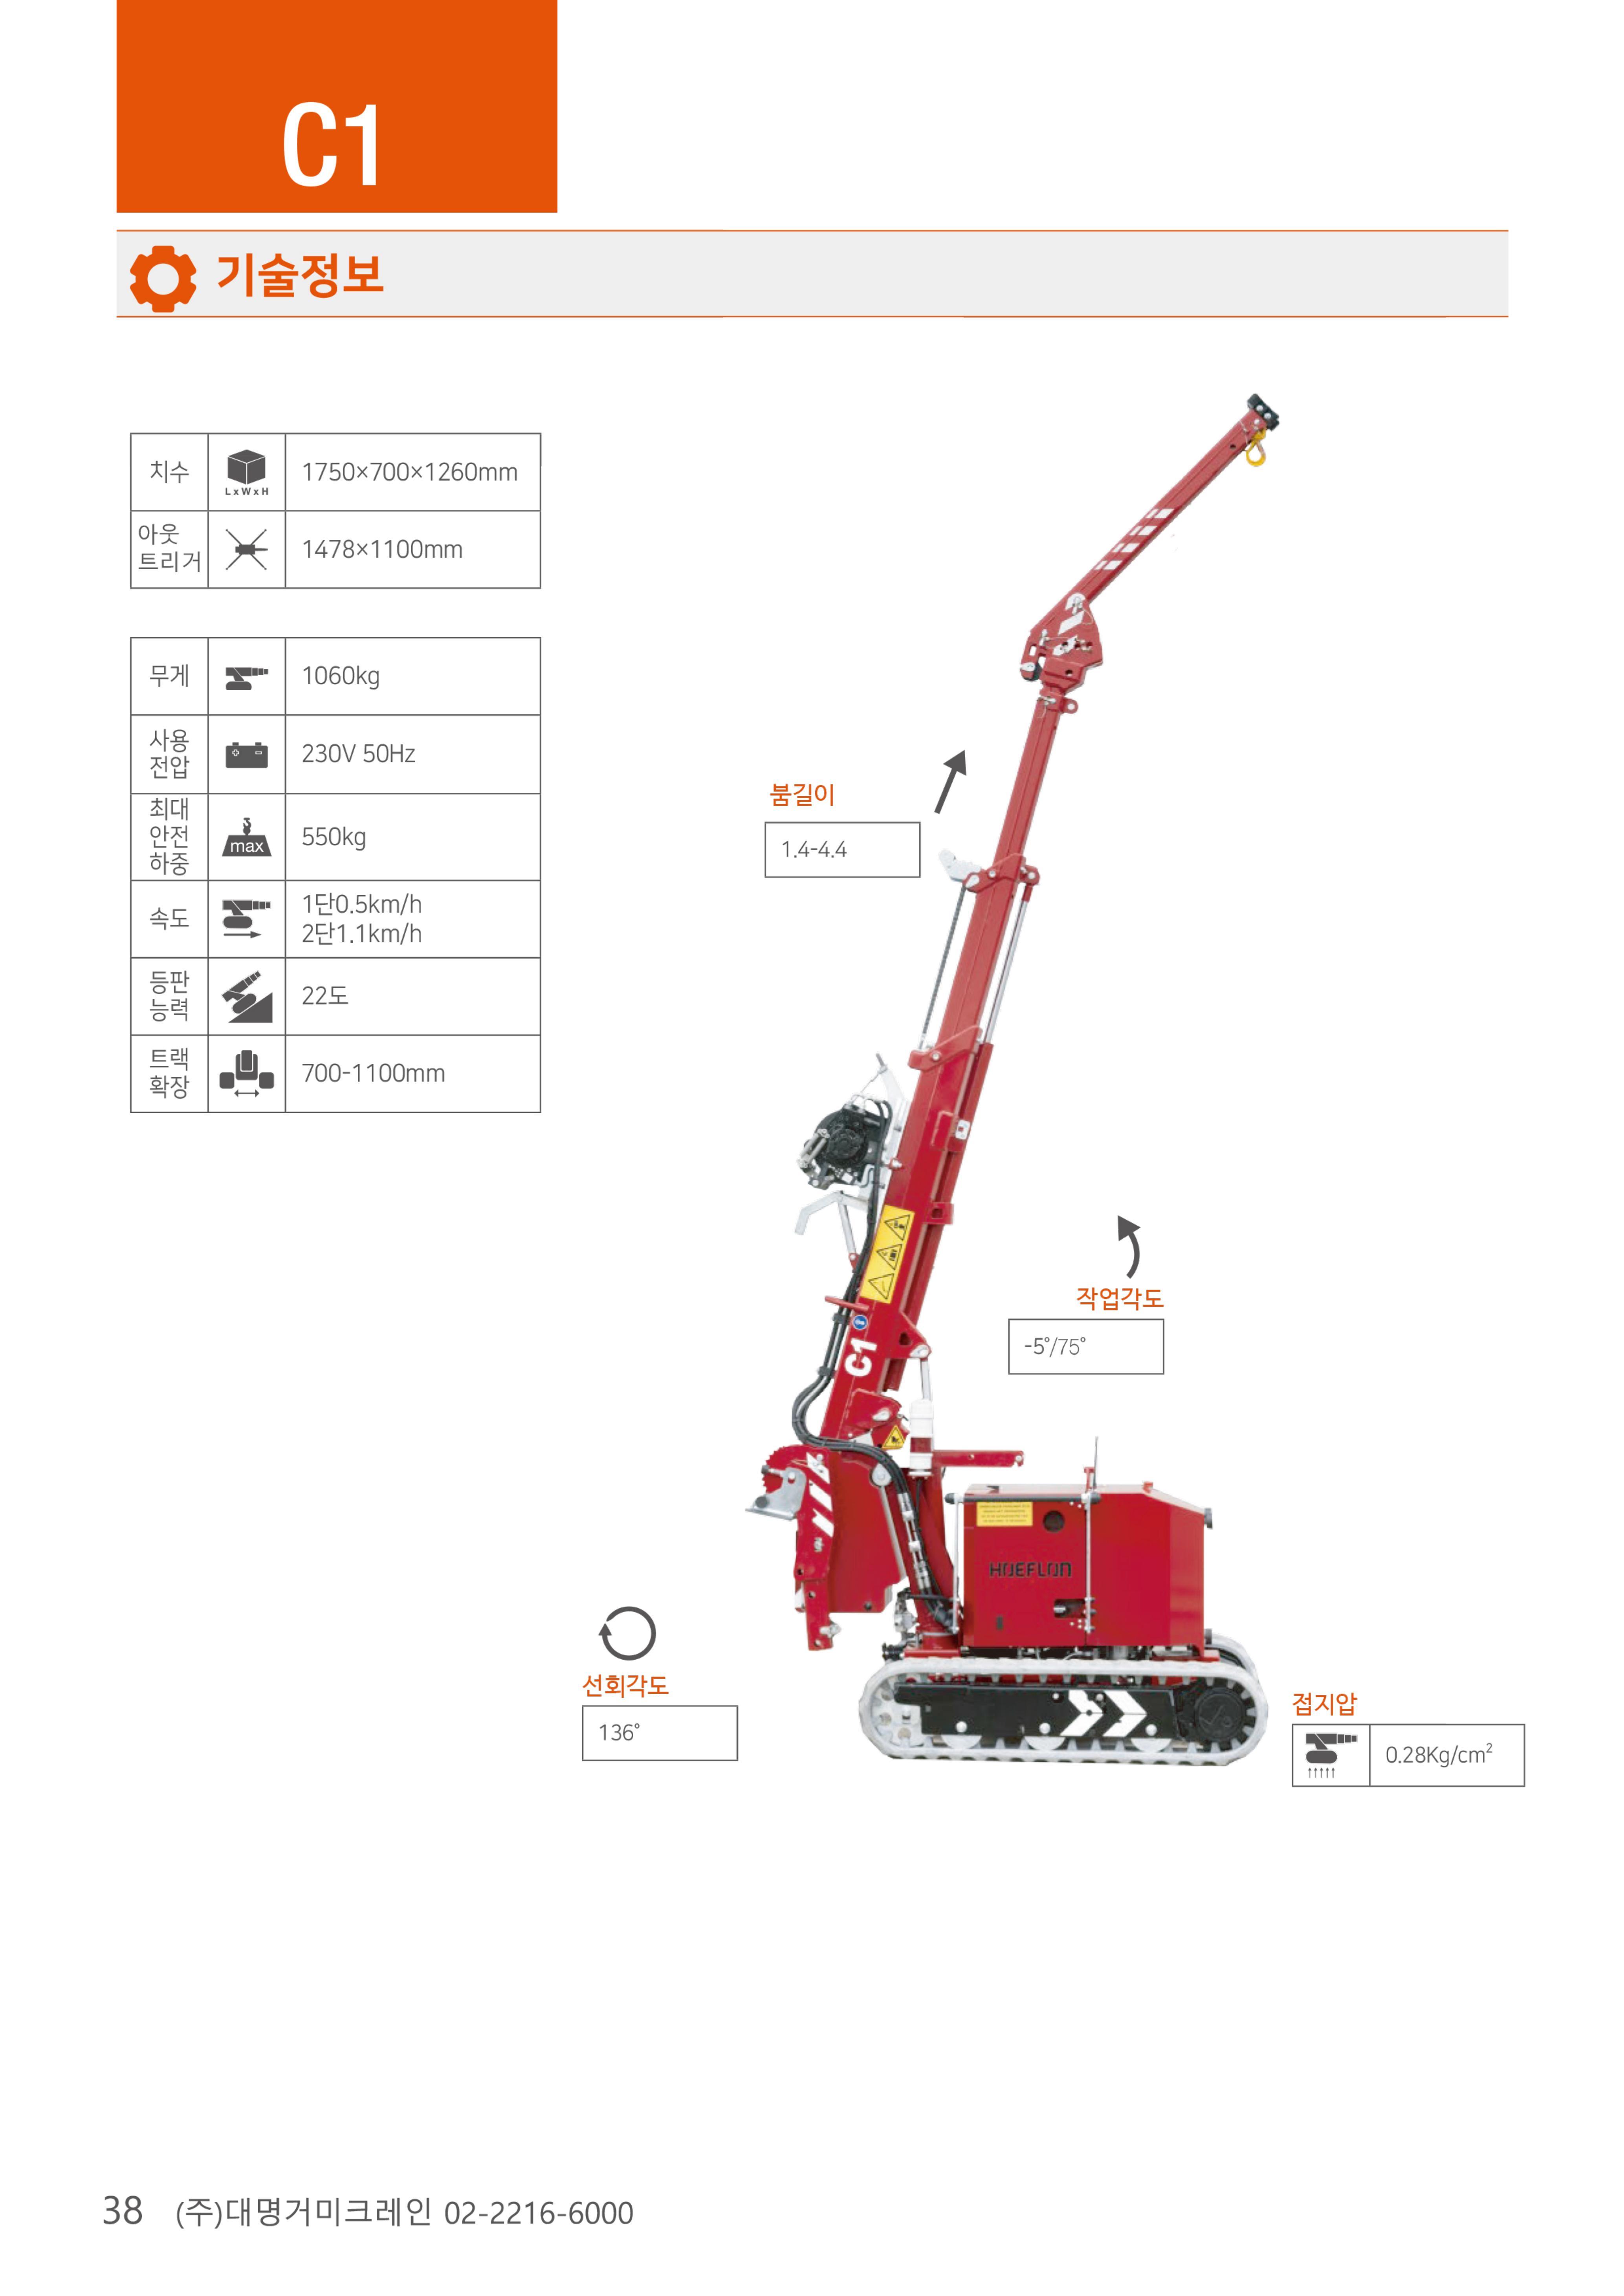 C1
기술정보
치수
LxWxH
1750×700×1260mm
아웃
트리거
1478×1100mm
무게
1060kg
사용
전압
230V 50Hz
최대
안전
하중
max
550kg
속도
1단0.5km/h
2단1.1km/h
등판
능력
22도
트랙
확장
700-1100mm
붐길이
1.4-4.4
작업각도
-5°/75°
C1
HOEFLON
선회각도
136°
접지압
0.28Kg/cm²
38 (주)대명거미크레인 02-2216-6000